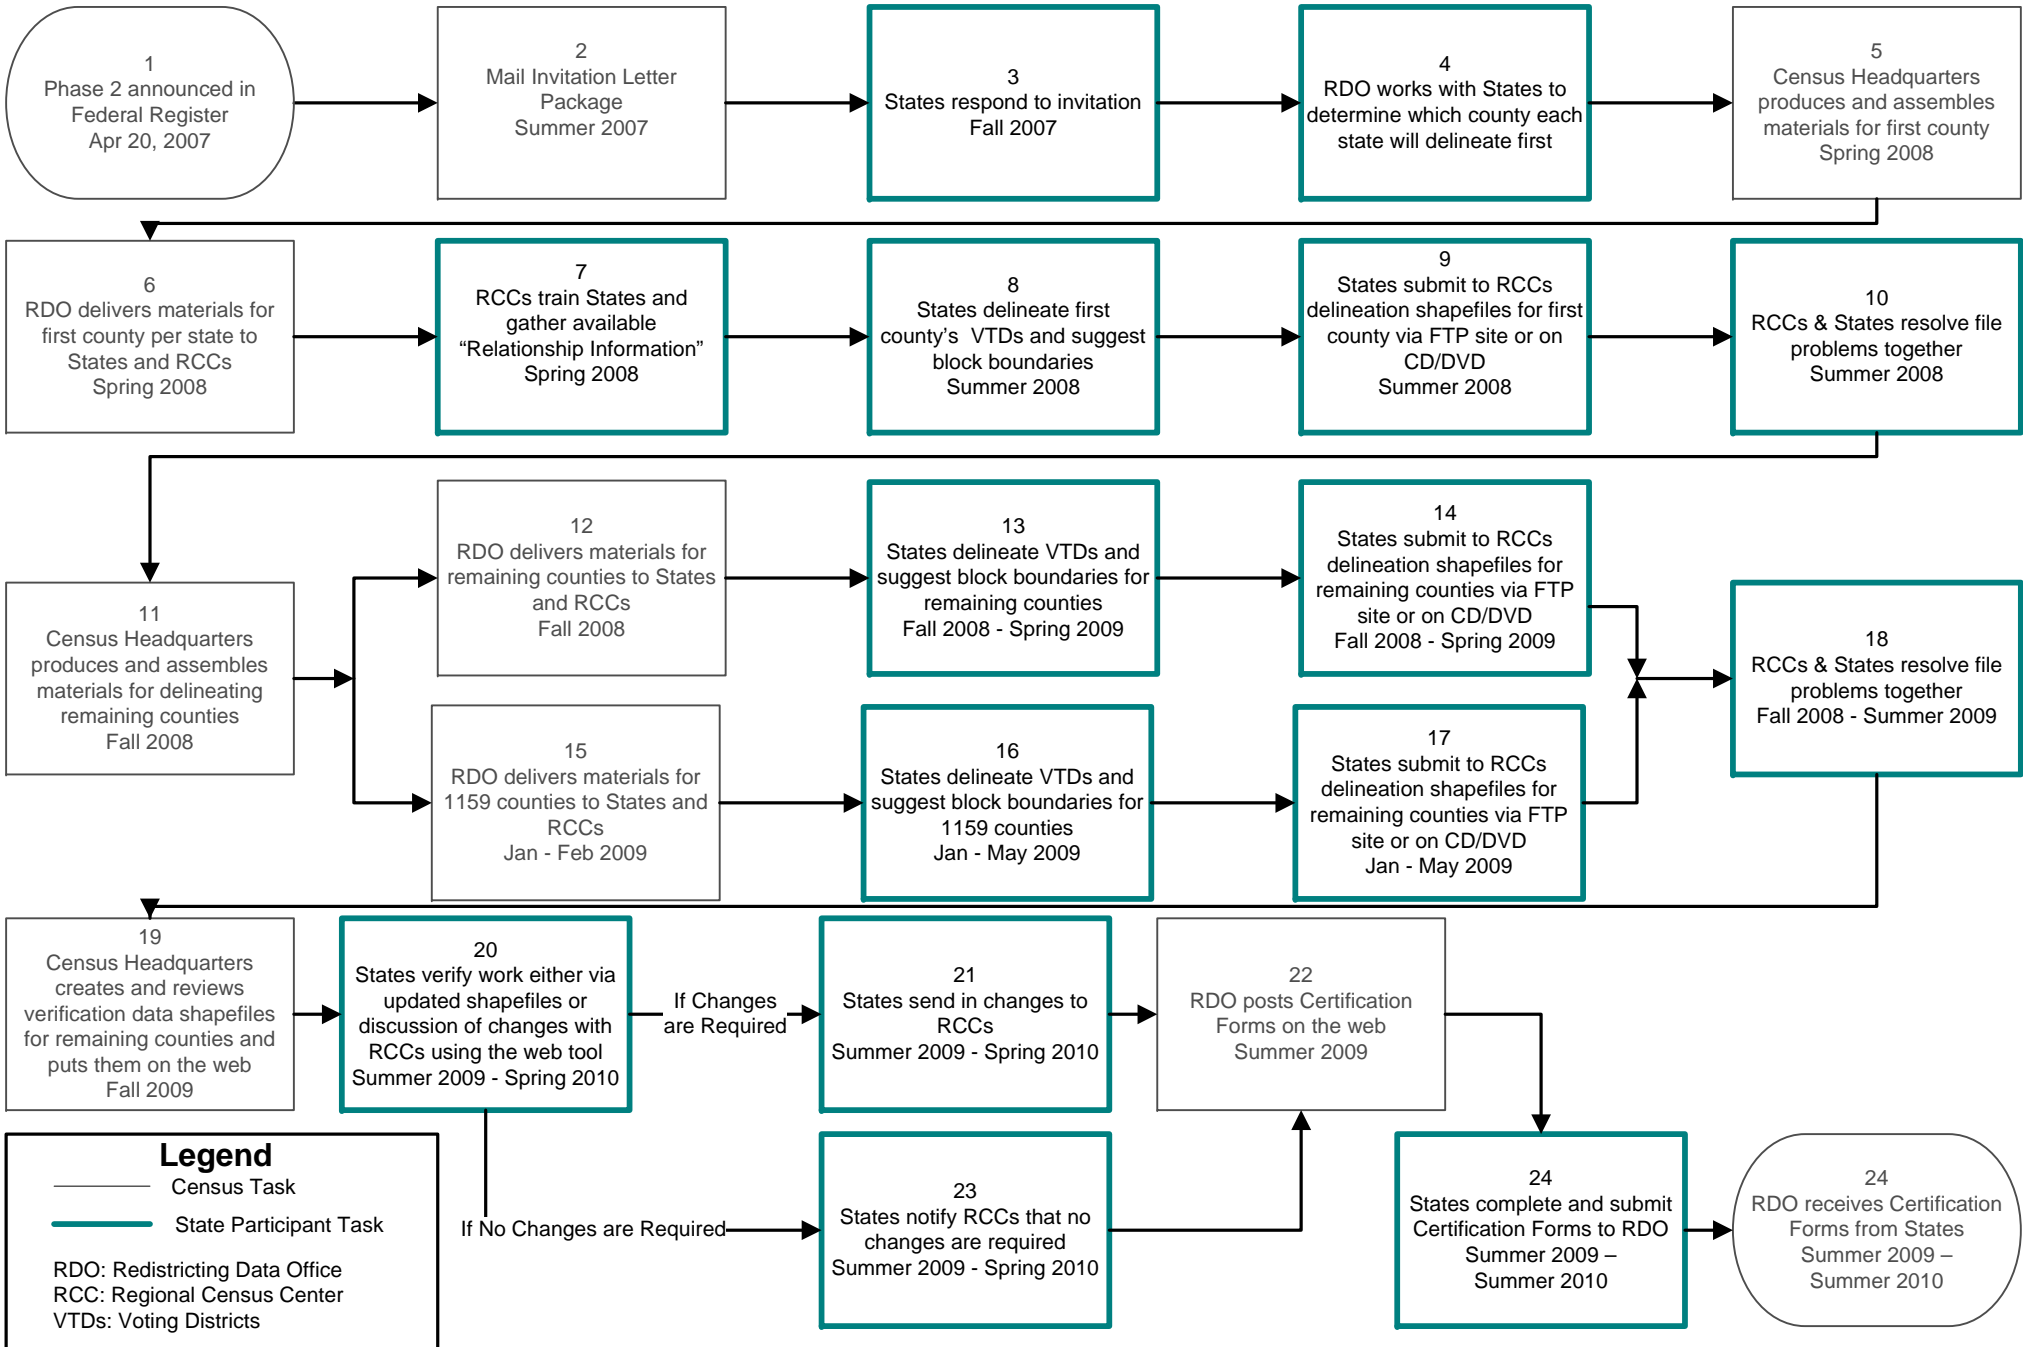 1
Phase 2 announced in
Federal Register
Apr 20, 2007
2
Mail Invitation Letter
Package
Summer 2007
3
States respond to invitation
Fall 2007
4
RDO works with States to
determine which county each
state will delineate first
5
Census Headquarters
produces and assembles
materials for first county
Spring 2008
6
RDO delivers materials for
first county per state to
States and RCCs
Spring 2008
7
RCCs train States and
gather available
“Relationship Information”
Spring 2008
8
States delineate first
county’s VTDs and suggest
block boundaries
Summer 2008
9
States submit to RCCs
delineation shapefiles for first
county via FTP site or on
CD/DVD
Summer 2008
10
RCCs & States resolve file
problems together
Summer 2008
11
Census Headquarters
produces and assembles
materials for delineating
remaining counties
Fall 2008
12
RDO delivers materials for
remaining counties to States
and RCCs
Fall 2008
13
States delineate VTDs and
suggest block boundaries for
remaining counties
Fall 2008 - Spring 2009
14
States submit to RCCs
delineation shapefiles for
remaining counties via FTP
site or on CD/DVD
Fall 2008 - Spring 2009
15
RDO delivers materials for
1159 counties to States and
RCCs
Jan - Feb 2009
16
States delineate VTDs and
suggest block boundaries for
1159 counties
Jan - May 2009
17
States submit to RCCs
delineation shapefiles for
remaining counties via FTP
site or on CD/DVD
Jan - May 2009
18
RCCs & States resolve file
problems together
Fall 2008 - Summer 2009
19
Census Headquarters
creates and reviews
verification data shapefiles
for remaining counties and
puts them on the web
Fall 2009
20
States verify work either via
updated shapefiles or
discussion of changes with
RCCs using the web tool
Summer 2009 - Spring 2010
If Changes
are Required
21
States send in changes to
RCCs
Summer 2009 - Spring 2010
22
RDO posts Certification
Forms on the web
Summer 2009
If No Changes are Required
23
States notify RCCs that no
changes are required
Summer 2009 - Spring 2010
24
States complete and submit
Certification Forms to RDO
Summer 2009 –
Summer 2010
24
RDO receives Certification
Forms from States
Summer 2009 –
Summer 2010
Legend
Census Task
State Participant Task
RDO: Redistricting Data Office
RCC: Regional Census Center
VTDs: Voting Districts